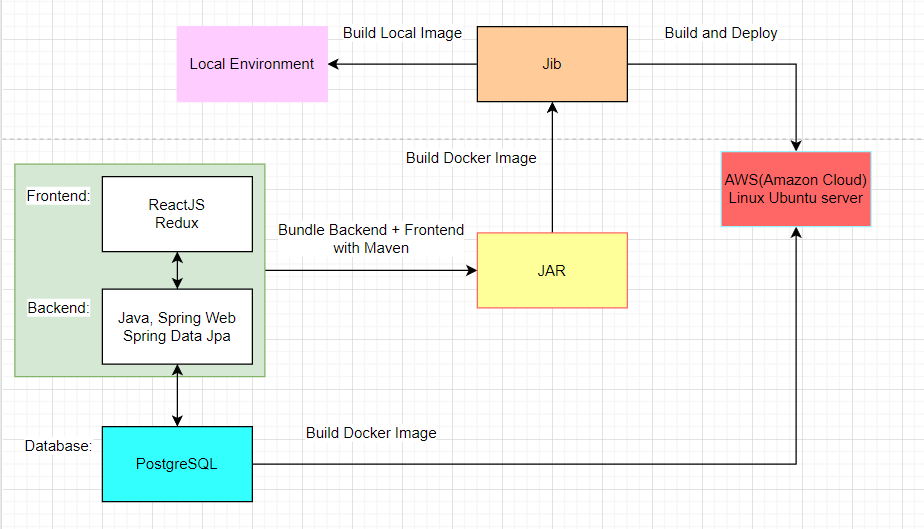 Build Local Image
Build and Deploy
Local Environment
Jib
Build Docker Image
AWS(Amazon Cloud)
Linux Ubuntu server
Frontend:
ReactJS
Redux
Bundle Backend + Frontend
with Maven
JAR
Backend:
Java, Spring Web
Spring Data Jpa
Build Docker Image
Database:
PostgreSQL